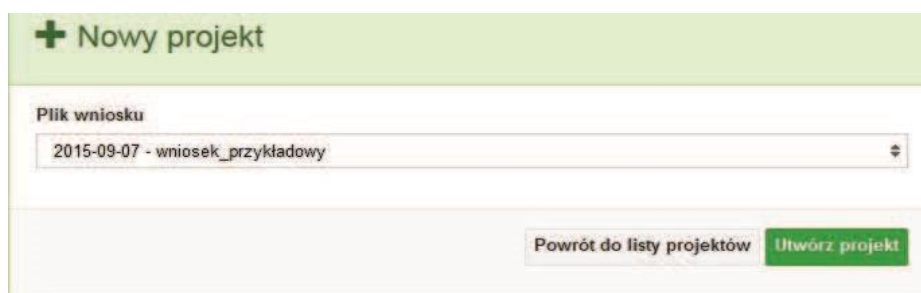 Nowy projekt
Plik wniosku
2015-09-07 - wniosek_przykładowy
Powrót do listy projektów
Utwórz projekt